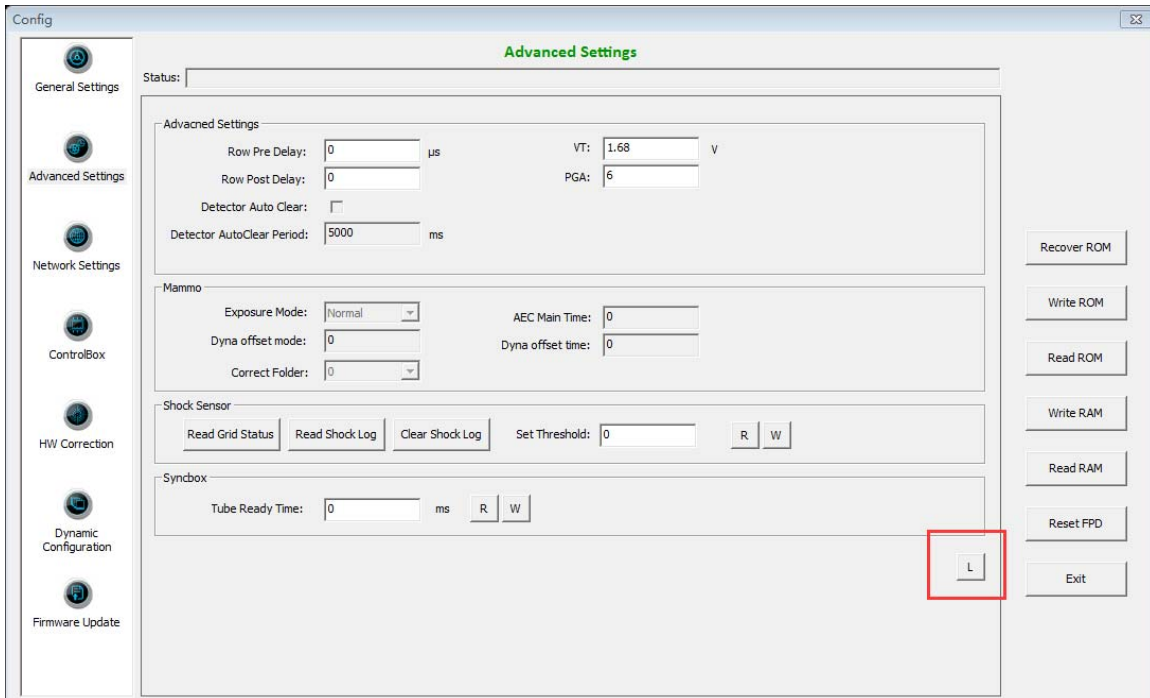 Config
Advanced Settings
General Settings
Advanced Settings
Network Settings
ControlBox
HW Correction
Dynamic
Configuration
Firmware Update
Status:
Advacned Settings
Row Pre Delay: 0 μs VT: 1.68 V
Row Post Delay: 0 PGA: 6
Detector Auto Clear:
Detector AutoClear Period: 5000 ms
Mammo
Exposure Mode: Normal AEC Main Time: 0
Dyna offset mode: 0 Dyna offset time: 0
Correct Folder: 0
Shock Sensor
Read Grid Status Read Shock Log Clear Shock Log Set Threshold: 0 R W
Syncbox
Tube Ready Time: 0 ms R W
L
Recover ROM
Write ROM
Read ROM
Write RAM
Read RAM
Reset FPD
Exit